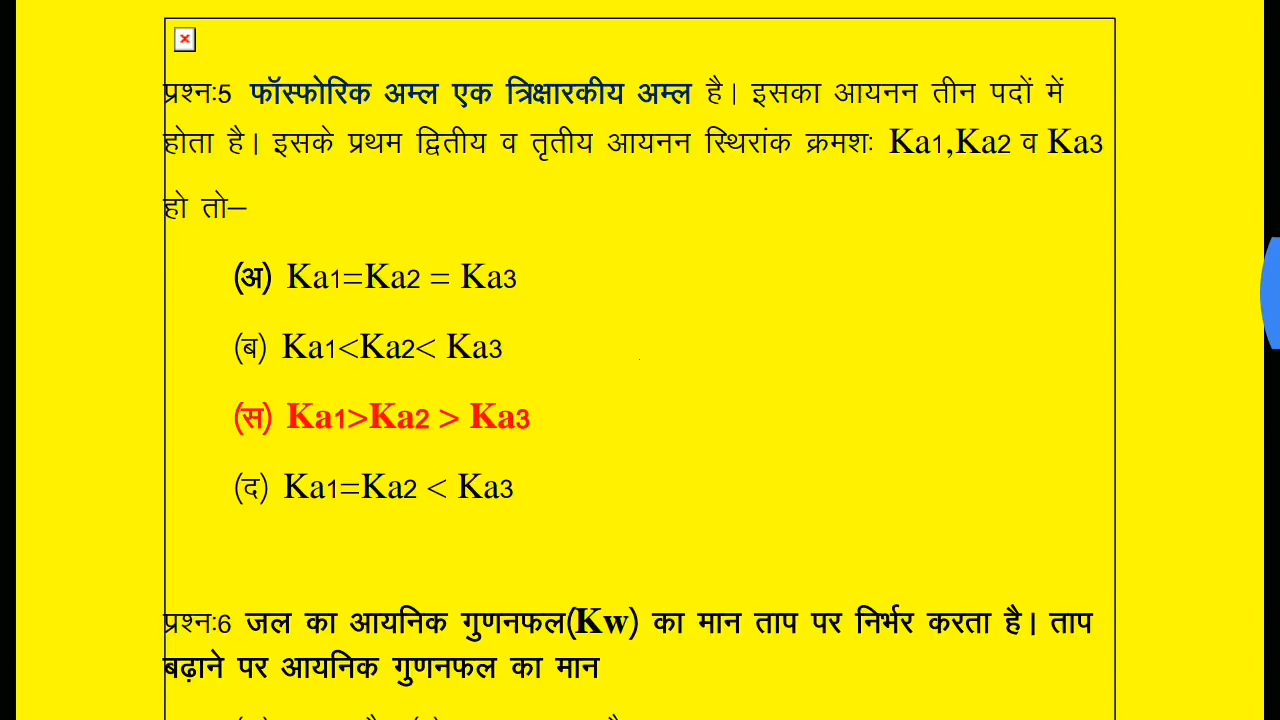 प्रश्नः5 फॉस्फोरिक अम्ल एक त्रिक्षारकीय अम्ल है। इसका आयनन तीन पदों में
होता है। इसके प्रथम द्वितीय व तृतीय आयनन स्थिरांक क्रमशः Ka1,Ka2 व Ka3
हो तो–
(अ) Ka1=Ka2 = Ka3
(ब) Ka1<Ka2< Ka3
(स) Ka1>Ka2 > Ka3
(द) Ka1=Ka2 < Ka3
प्रश्नः6 जल का आयनिक गुणनफल(Kw) का मान ताप पर निर्भर करता है। ताप
बढ़ाने पर आयनिक गुणनफल का मान